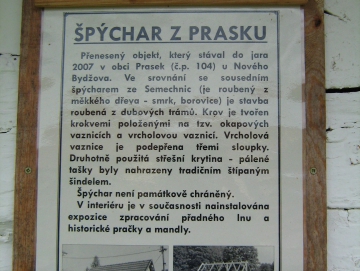 ŠPÝCHAR Z PRASKU
Přenesený objekt, který stával do jara
2007 v obci Prasek (č.p. 104) u Nového
Bydžova. Ve srovnání se sousedním
špýcharem ze Semechnic (je roubený z
měkkého dřeva - smrk, borovice) je stavba
roubená z dubových trámů. Krov je tvořen
krokvemi položenými na tzv. okapových
vaznicích a vrcholovou vaznicí. Vrcholová
vaznice je podepřena třemi sloupky.
Druhotně použitá střešní krytina - pálené
tašky byly nahrazeny tradičním štípaným
šindelem.
Špýchar není památkově chráněný.
V interiéru je v současnosti nainstalována
expozice zpracování přadného lnu a
historické pračky a mandly.